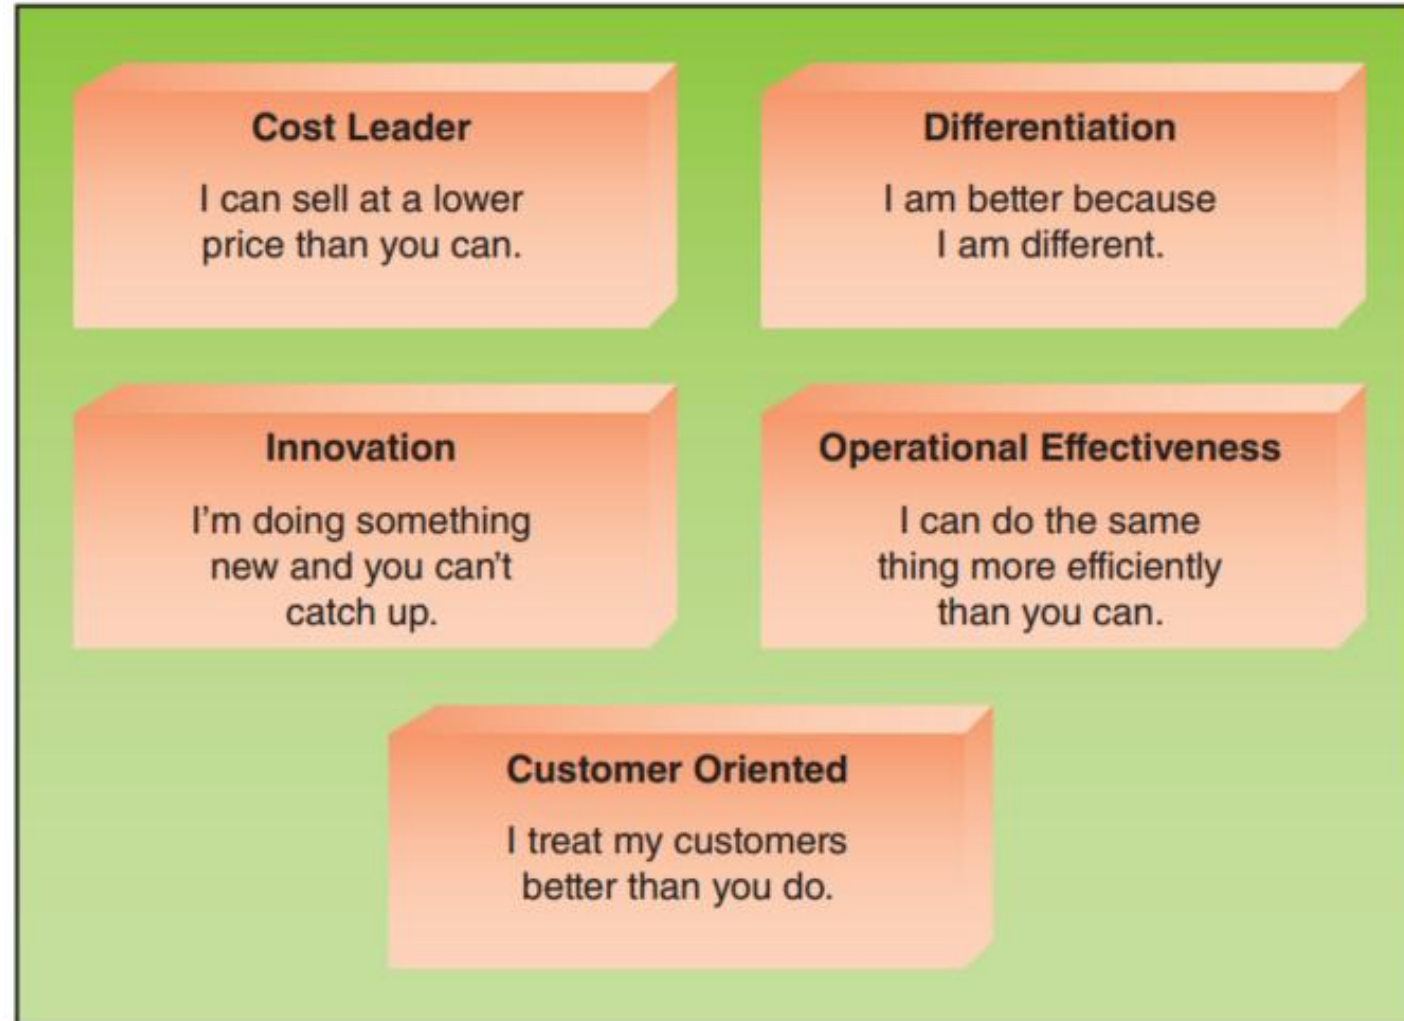 Cost Leader
I can sell at a lower
price than you can.
Differentiation
I am better because
I am different.
Innovation
I'm doing something
new and you can't
catch up.
Operational Effectiveness
I can do the same
thing more efficiently
than you can.
Customer Oriented
I treat my customers
better than you do.